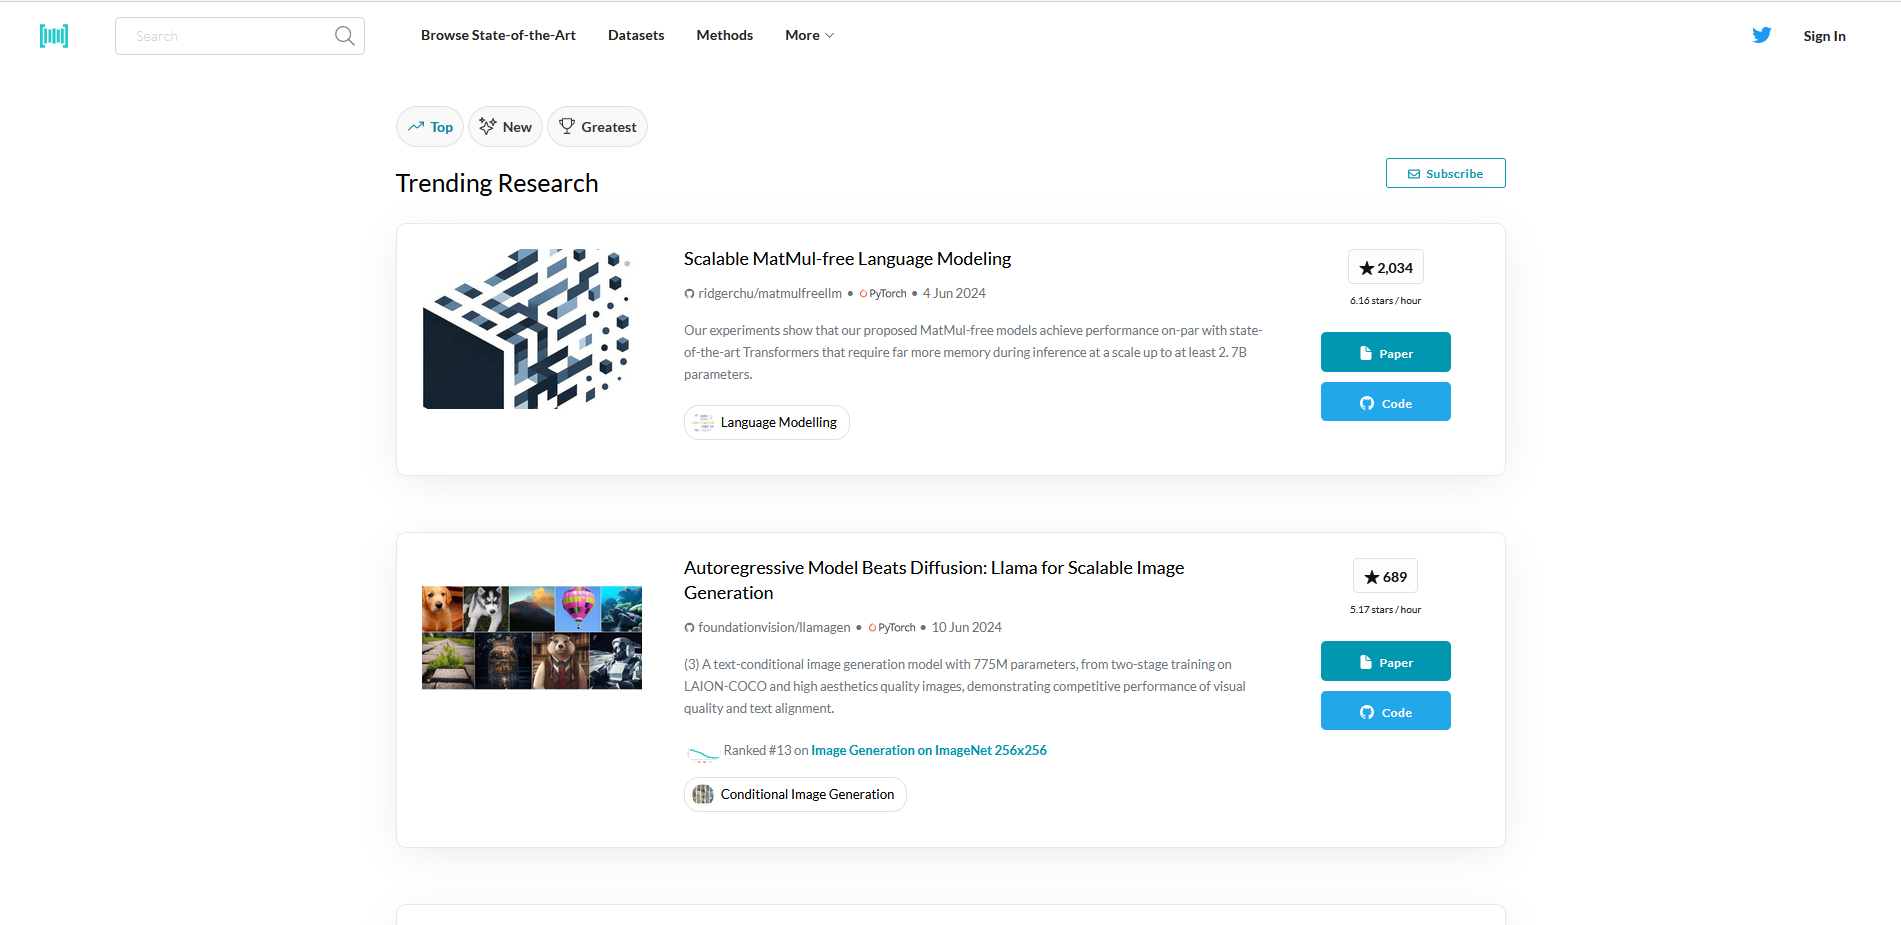 Search
Browse State-of-the-Art
Datasets
Methods
More
Sign In
Top
New
Greatest
Trending Research
Subscribe
Scalable MatMul-free Language Modeling
ridgerchu/matmulfreellm • PyTorch • 4 Jun 2024
Our experiments show that our proposed MatMul-free models achieve performance on-par with state-
of-the-art Transformers that require far more memory during inference at a scale up to at least 2. 7B
parameters.
Language Modelling
2,034
6.16 stars / hour
Paper
Code
Autoregressive Model Beats Diffusion: Llama for Scalable Image
Generation
foundationvision/llamagen • PyTorch • 10 Jun 2024
(3) A text-conditional image generation model with 775M parameters, from two-stage training on
LAION-COCO and high aesthetics quality images, demonstrating competitive performance of visual
quality and text alignment.
Ranked #13 on Image Generation on ImageNet 256x256
Conditional Image Generation
689
5.17 stars / hour
Paper
Code